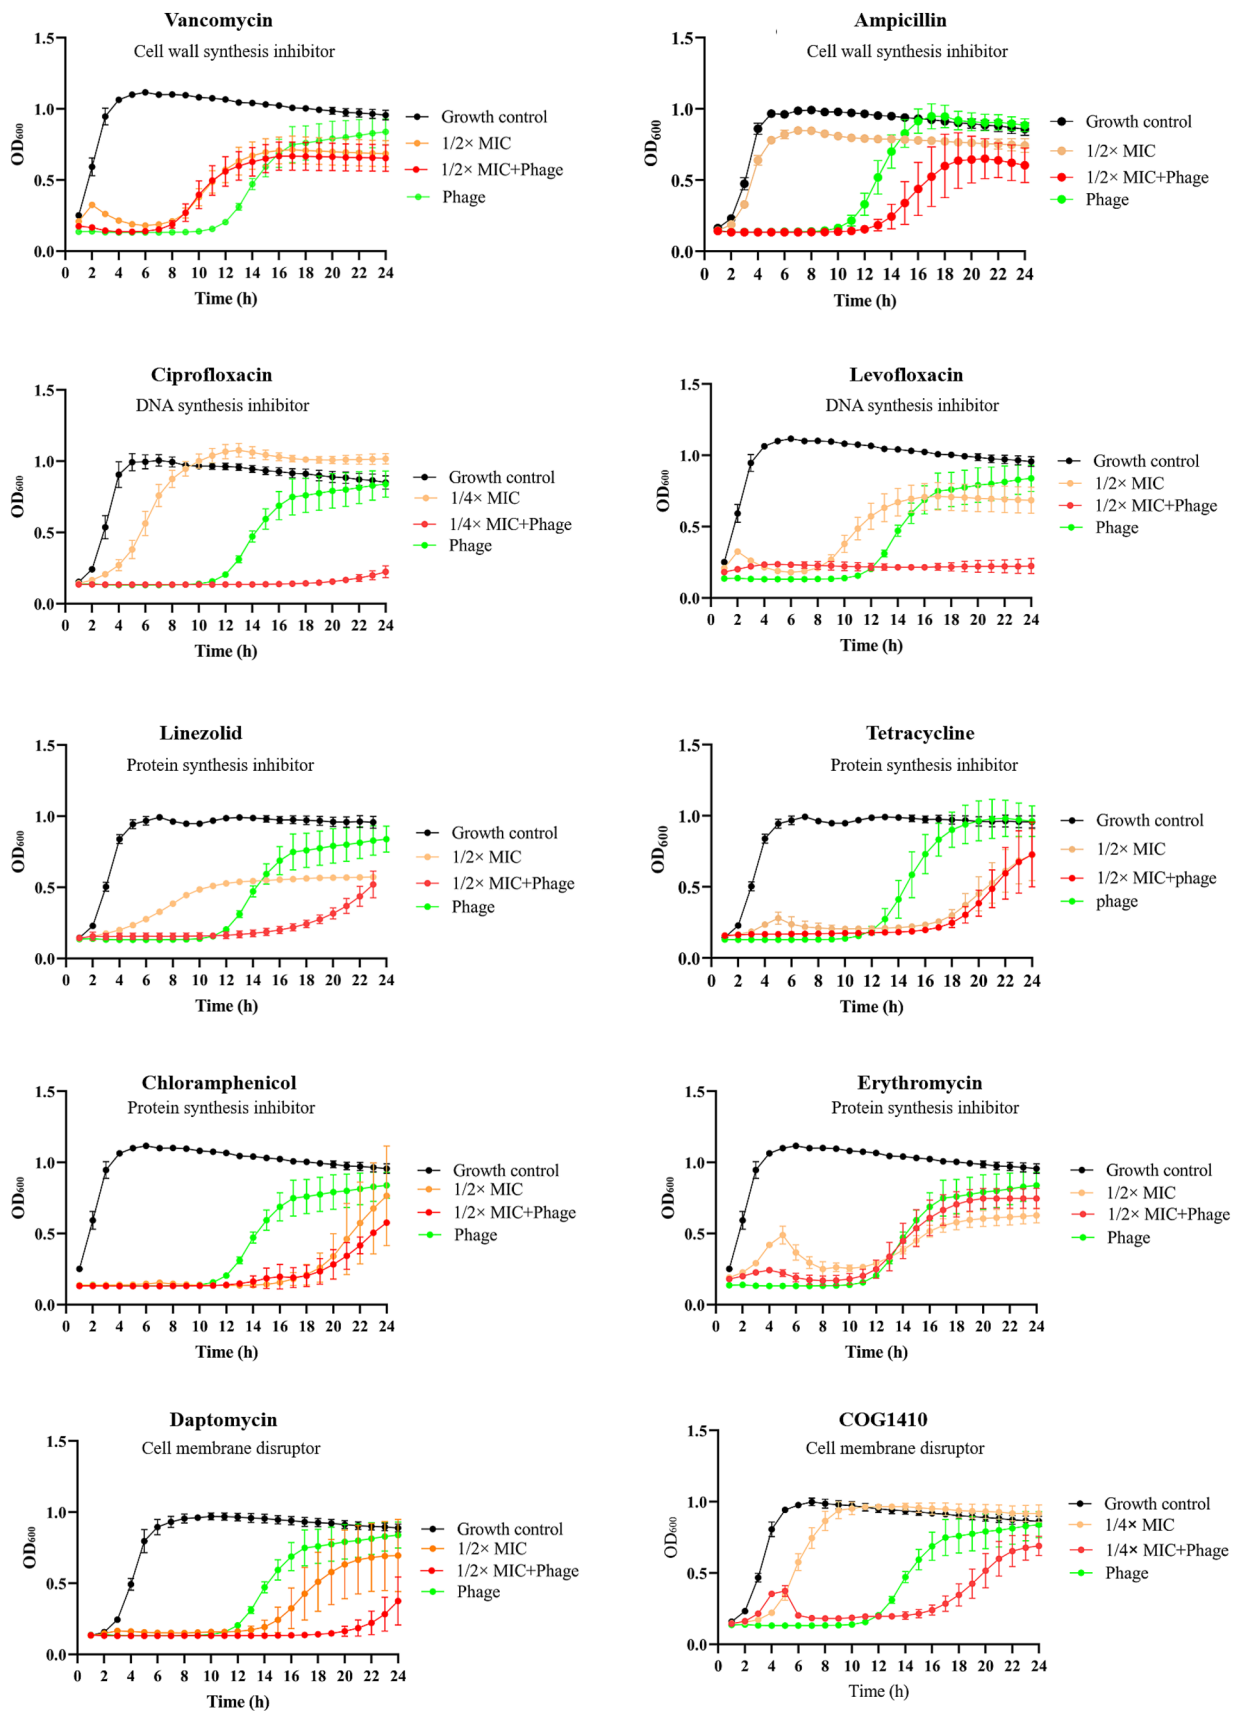 Vancomycin
Cell wall synthesis inhibitor
1.5
1.0
0.5
0.0
OD600
0 2 4 6 8 10 12 14 16 18 20 22 24
Time (h)
Growth control
1/2× MIC
1/2× MIC+Phage
Phage
Ampicillin
Cell wall synthesis inhibitor
1.5
1.0
0.5
0.0
OD600
0 2 4 6 8 10 12 14 16 18 20 22 24
Time (h)
Growth control
1/2× MIC
1/2× MIC+Phage
Phage
Ciprofloxacin
DNA synthesis inhibitor
1.5
1.0
0.5
0.0
OD600
0 2 4 6 8 10 12 14 16 18 20 22 24
Time (h)
Growth control
1/4× MIC
1/4× MIC+Phage
Phage
Levofloxacin
DNA synthesis inhibitor
1.5
1.0
0.5
0.0
OD600
0 2 4 6 8 10 12 14 16 18 20 22 24
Time (h)
Growth control
1/2× MIC
1/2× MIC+Phage
Phage
Linezolid
Protein synthesis inhibitor
1.5
1.0
0.5
0.0
OD600
0 2 4 6 8 10 12 14 16 18 20 22 24
Time (h)
Growth control
1/2× MIC
1/2× MIC+Phage
Phage
Tetracycline
Protein synthesis inhibitor
1.5
1.0
0.5
0.0
OD600
0 2 4 6 8 10 12 14 16 18 20 22 24
Time (h)
Growth control
1/2× MIC
1/2× MIC+phage
phage
Chloramphenicol
Protein synthesis inhibitor
1.5
1.0
0.5
0.0
OD600
0 2 4 6 8 10 12 14 16 18 20 22 24
Time (h)
Growth control
1/2× MIC
1/2× MIC+Phage
Phage
Erythromycin
Protein synthesis inhibitor
1.5
1.0
0.5
0.0
OD600
0 2 4 6 8 10 12 14 16 18 20 22 24
Time (h)
Growth control
1/2× MIC
1/2× MIC+Phage
Phage
Daptomycin
Cell membrane disruptor
1.5
1.0
0.5
0.0
OD600
0 2 4 6 8 10 12 14 16 18 20 22 24
Time (h)
Growth control
1/2× MIC
1/2× MIC+Phage
Phage
COG1410
Cell membrane disruptor
1.5
1.0
0.5
0.0
OD600
0 2 4 6 8 10 12 14 16 18 20 22 24
Time (h)
Growth control
1/4× MIC
1/4× MIC+Phage
Phage